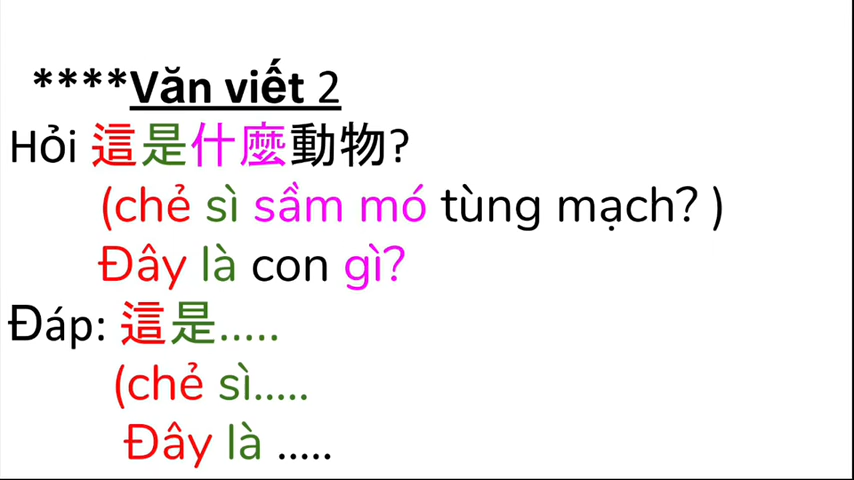 ****Văn viết 2
Hỏi 這是什麼動物?
(chẻ sì sầm mó tùng mạch? )
Đây là con gì?
Đáp: 這是.....
(chẻ sì.....
Đây là .....